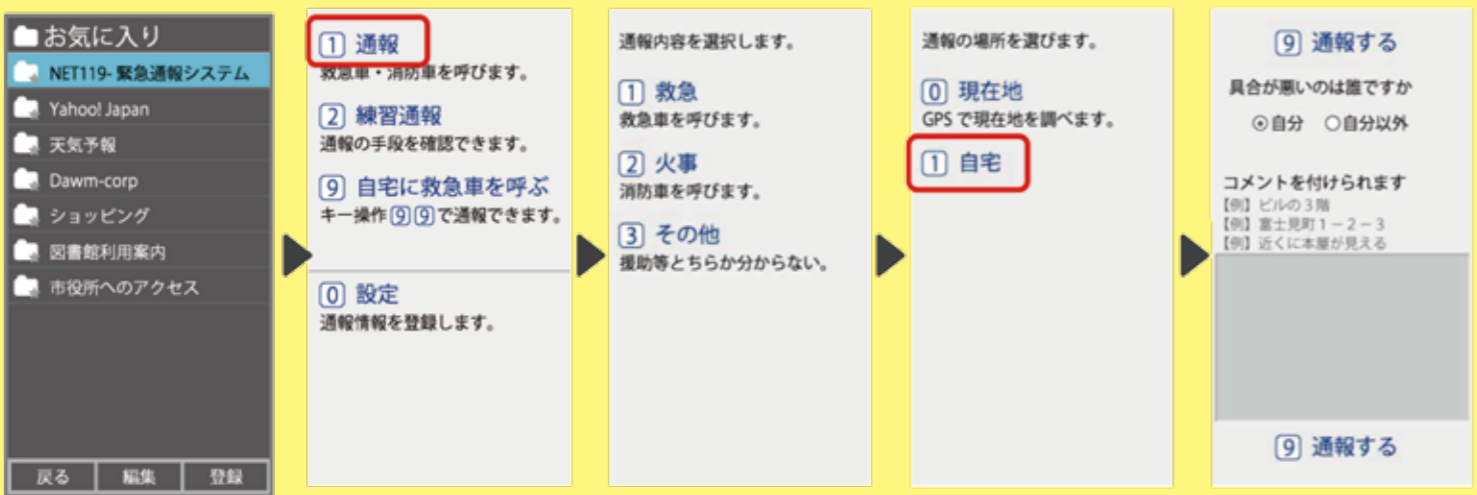 お気に入り
NET119- 緊急通報システム
Yahoo! Japan
天気予報
Dawm-corp
ショッピング
図書館利用案内
市役所へのアクセス
戻る 編集 登録
1 通報
救急車・消防車を呼びます。
2 練習通報
通報の手段を確認できます。
9 自宅に救急車を呼ぶ
キー操作99で通報できます。
0 設定
通報情報を登録します。
通報内容を選択します。
1 救急
救急車を呼びます。
2 火事
消防車を呼びます。
3 その他
援助等とちらか分からない。
通報の場所を選びます。
0 現在地
GPSで現在地を調べます。
1 自宅
9 通報する
具合が悪いのは誰ですか
自分 自分以外
コメントを付けられます
【例】ビルの3階
【例】富士見町1－2－3
【例】近くに本屋が見える
9 通報する